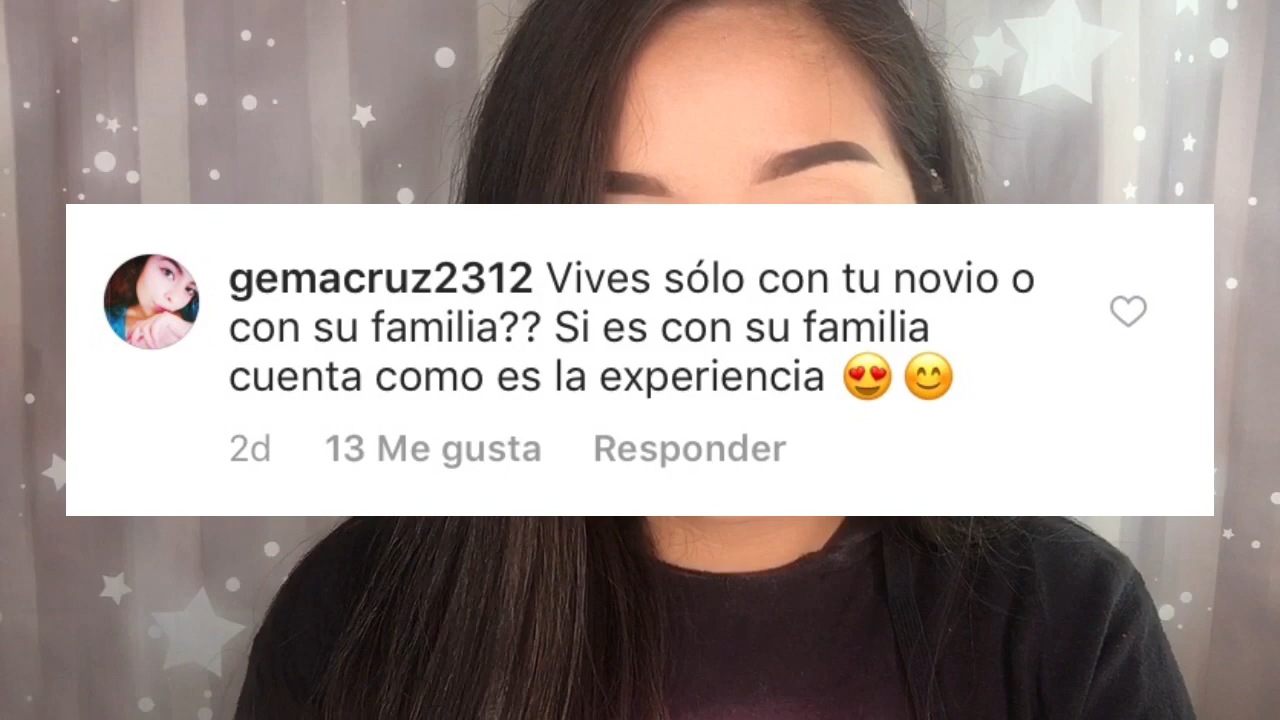 gemacruz2312 Vives sólo con tu novio o
con su familia?? Si es con su familia
cuenta como es la experiencia 😍 😊
2d 13 Me gusta Responder